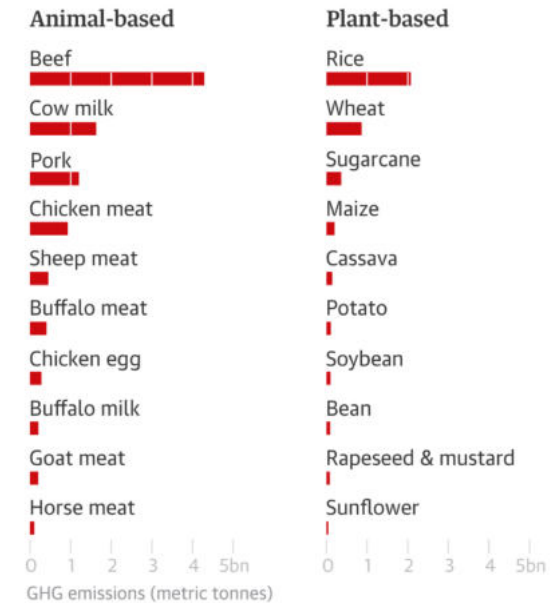 Animal-based
Beef
Cow milk
Pork
Chicken meat
Sheep meat
Buffalo meat
Chicken egg
Buffalo milk
Goat meat
Horse meat
0 1 2 3 4 5bn
GHG emissions (metric tonnes)
Plant-based
Rice
Wheat
Sugarcane
Maize
Cassava
Potato
Soybean
Bean
Rapeseed & mustard
Sunflower
0 1 2 3 4 5bn